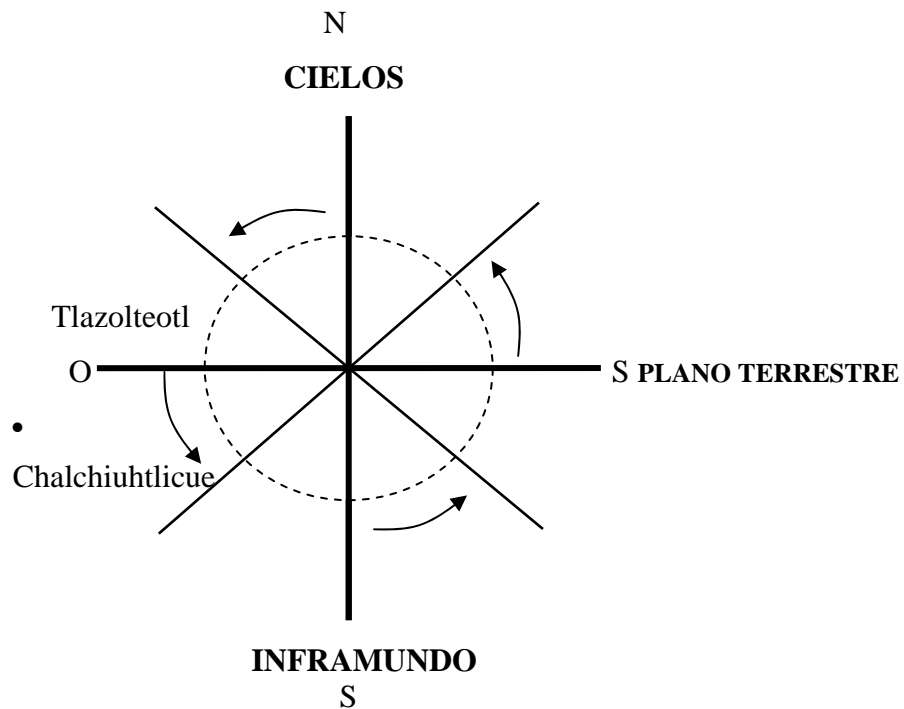 N
CIELOS
Tlazolteotl
O
S PLANO TERRESTRE
•
Chalchiuhtlicue
INFRAMUNDO
S